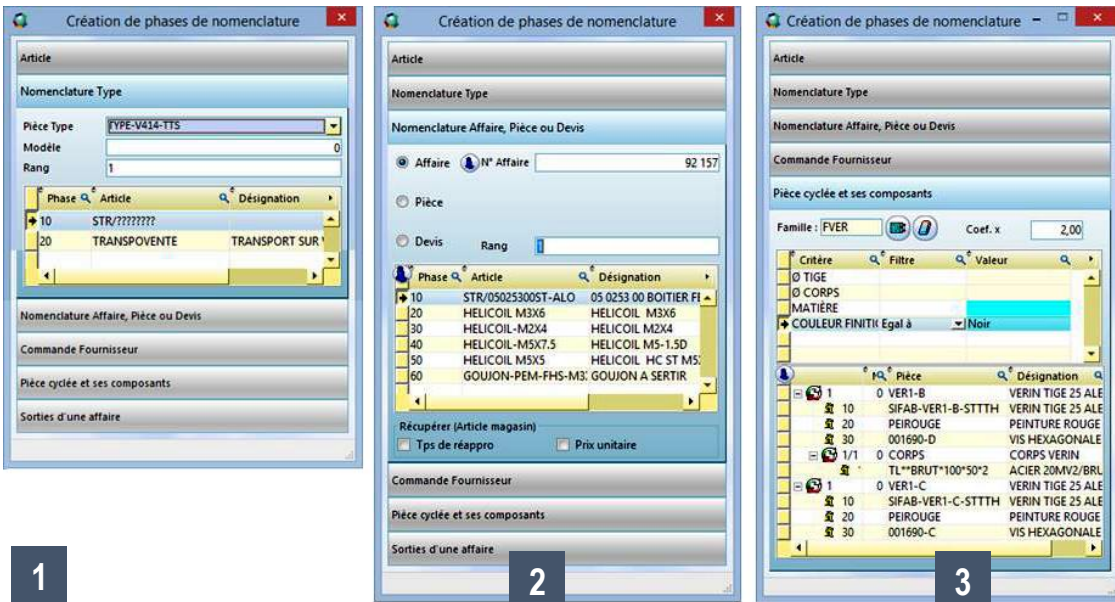 Création de phases de nomenclature
Article
Nomenclature Type
Pièce Type TYPE-V414-TTS
Modèle 0
Rang 1
Phase Article Désignation
10 STR/????????
20 TRANSPOVENTE TRANSPORT SUR
Nomenclature Affaire, Pièce ou Devis
Commande Fournisseur
Pièce cyclée et ses composants
Sorties d'une affaire
1
Création de phases de nomenclature
Article
Nomenclature Type
Nomenclature Affaire, Pièce ou Devis
Affaire N° Affaire 92 157
Pièce
Devis Rang 1
Phase Article Désignation
10 STR/05025300ST-ALO 05 0253 00 BOITIER
20 HELICOIL M3X6 HELICOIL M3X6
30 HELICOIL-M2X4 HELICOIL M2X4
40 HELICOIL-M5X7.5 HELICOIL M5-1.5D
50 HELICOIL M5X5 HELICOIL HC ST
60 GOUJON-PEM-FHS-M3 GOUJON A SERTIR
Récupérer (Article magasin)
Tps de réappro Prix unitaire
Commande Fournisseur
Pièce cyclée et ses composants
Sorties d'une affaire
2
Création de phases de nomenclature
Article
Nomenclature Type
Nomenclature Affaire, Pièce ou Devis
Commande Fournisseur
Pièce cyclée et ses composants
Famille : FVER Coef. x 2,00
Critère Filtre Valeur
Ø TIGE
Ø CORPS
MATIÈRE
COULEUR FINITI Egal à Noir
Pièce Désignation
1 0 VER1-B VERIN TIGE 25 ALE
10 SIFAB-VER1-B-STTTH VERIN TIGE 25 ALE
20 PEIROUGE PEINTURE ROUGE
30 001690-D VIS HEXAGONALE
1/1 0 CORPS CORPS VERIN
TL**BRUT*100*50*2 ACIER 20MV2/BRU
1 0 VER1-C VERIN TIGE 25 ALE
10 SIFAB-VER1-C-STTTH VERIN TIGE 25 ALE
20 PEIROUGE PEINTURE ROUGE
30 001690-C VIS HEXAGONALE
3